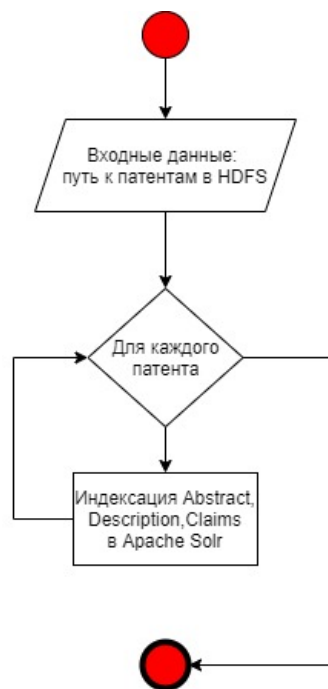 Входные данные:
путь к патентам в HDFS
Для каждого
патента
Индексация Abstract,
Description,Claims
в Apache Solr